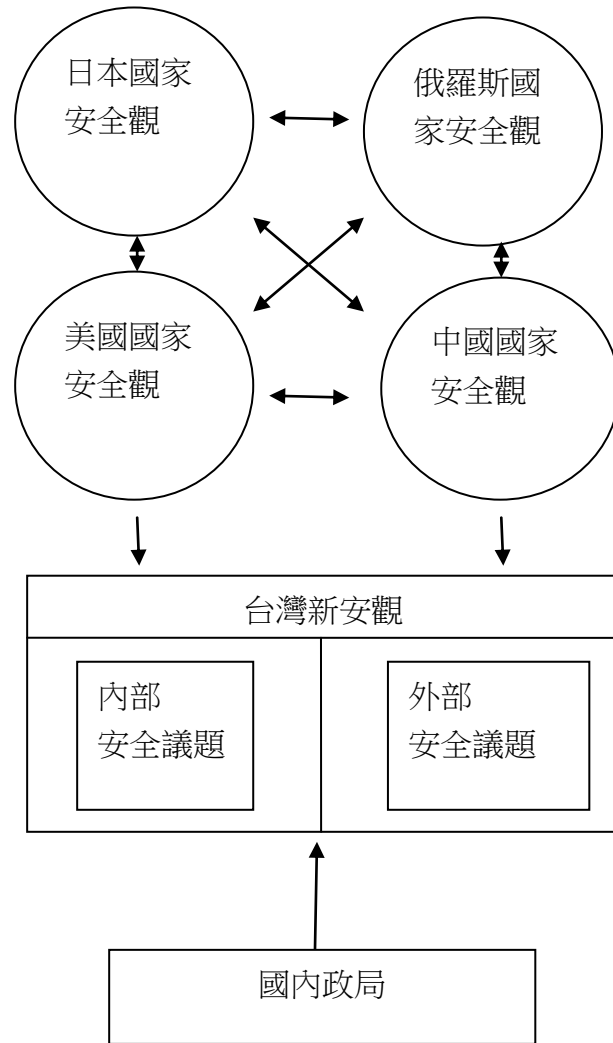 日本國家
安全觀
俄羅斯國
家安全觀
美國國家
安全觀
中國國家
安全觀
台灣新安觀
內部
安全議題
外部
安全議題
國內政局